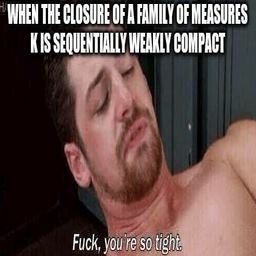 WHEN THE CLOSURE OF A FAMILY OF MEASURES
K IS SEQUENTIALLY WEAKLY COMPACT
Fuck, you're so tight.